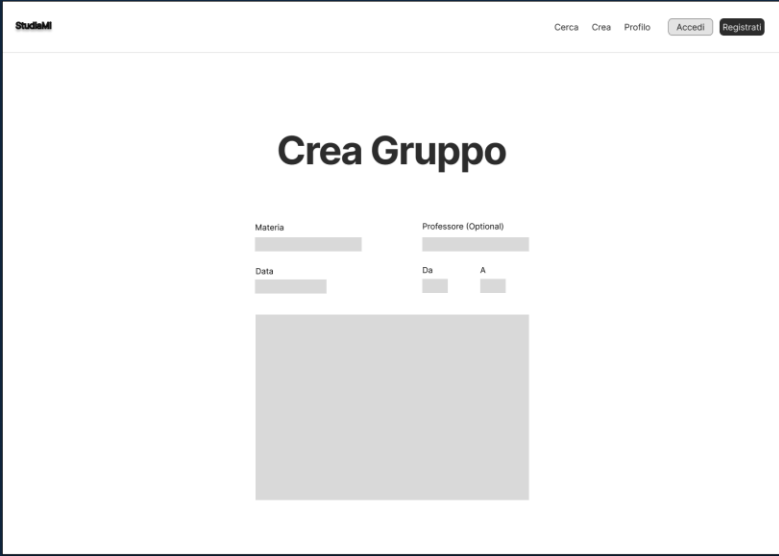 StudiaMI
Cerca Crea Profilo Accedi Registrati
Crea Gruppo
Materia Professore (Optional)
Data Da A